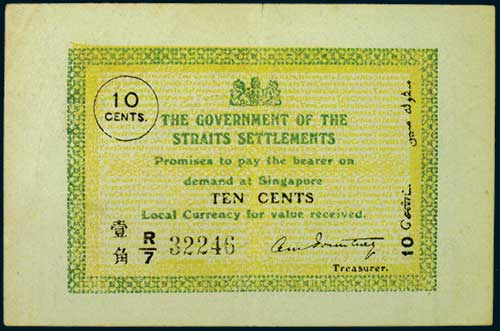 10
CENTS.
THE GOVERNMENT OF THE
STRAITS SETTLEMENTS
Promises to pay the bearer on
demand at Singapore
TEN CENTS
Local Currency for value received.
壹角
R/7 32246
Treasurer.
10